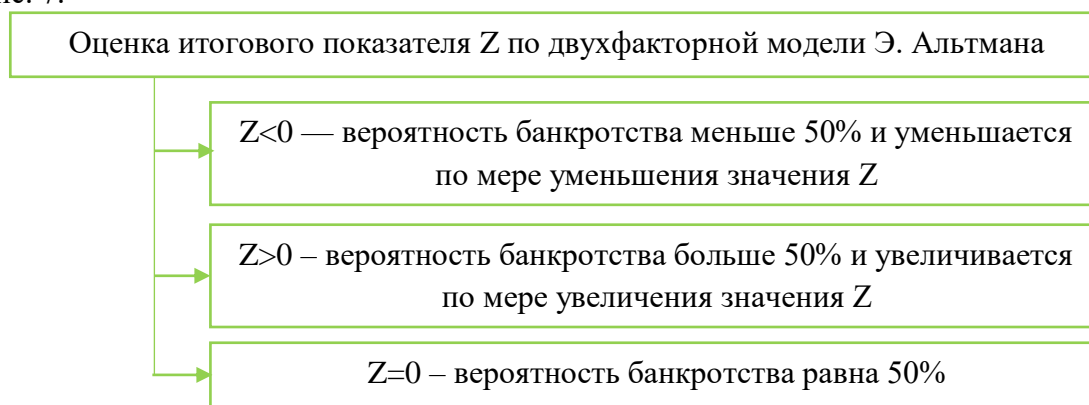 Оценка итогового показателя Z по двухфакторной модели Э. Альтмана
Z<0 — вероятность банкротства меньше 50% и уменьшается
по мере уменьшения значения Z
Z>0 – вероятность банкротства больше 50% и увеличивается
по мере увеличения значения Z
Z=0 – вероятность банкротства равна 50%